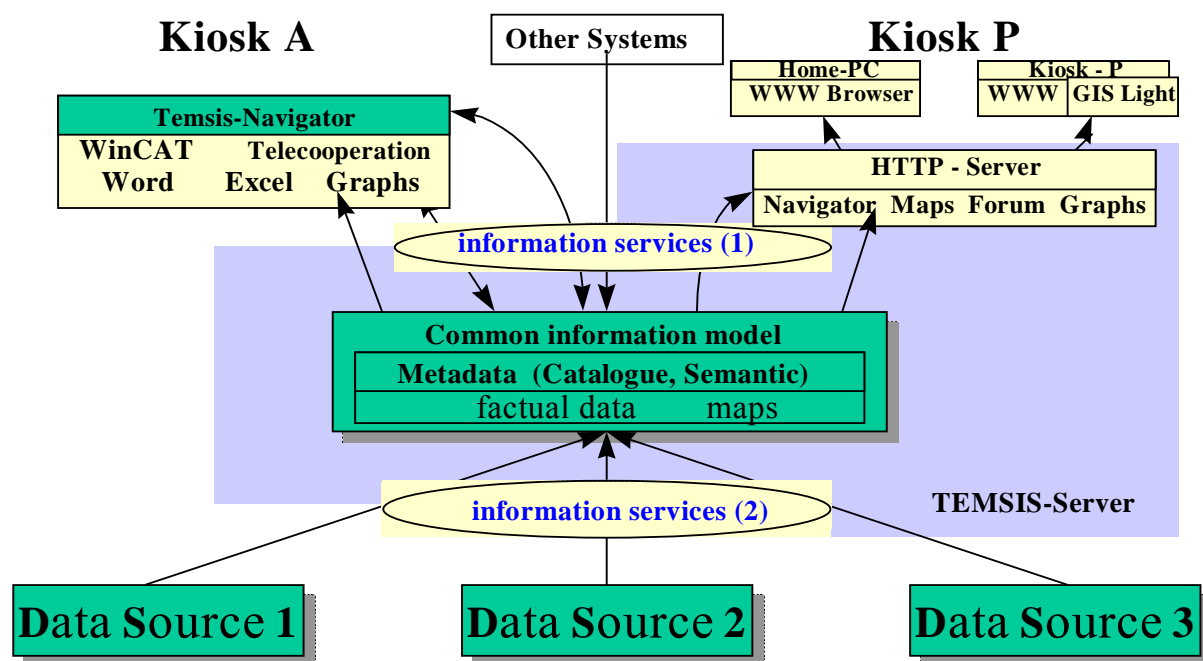 Kiosk A
Other Systems
Kiosk P
Home-PC
WWW Browser
Kiosk - P
WWW
GIS Light
Temsis-Navigator
WinCAT Telecooperation
Word Excel Graphs
HTTP - Server
Navigator Maps Forum Graphs
information services (1)
Common information model
Metadata (Catalogue, Semantic)
factual data maps
information services (2)
TEMSIS-Server
Data Source 1
Data Source 2
Data Source 3